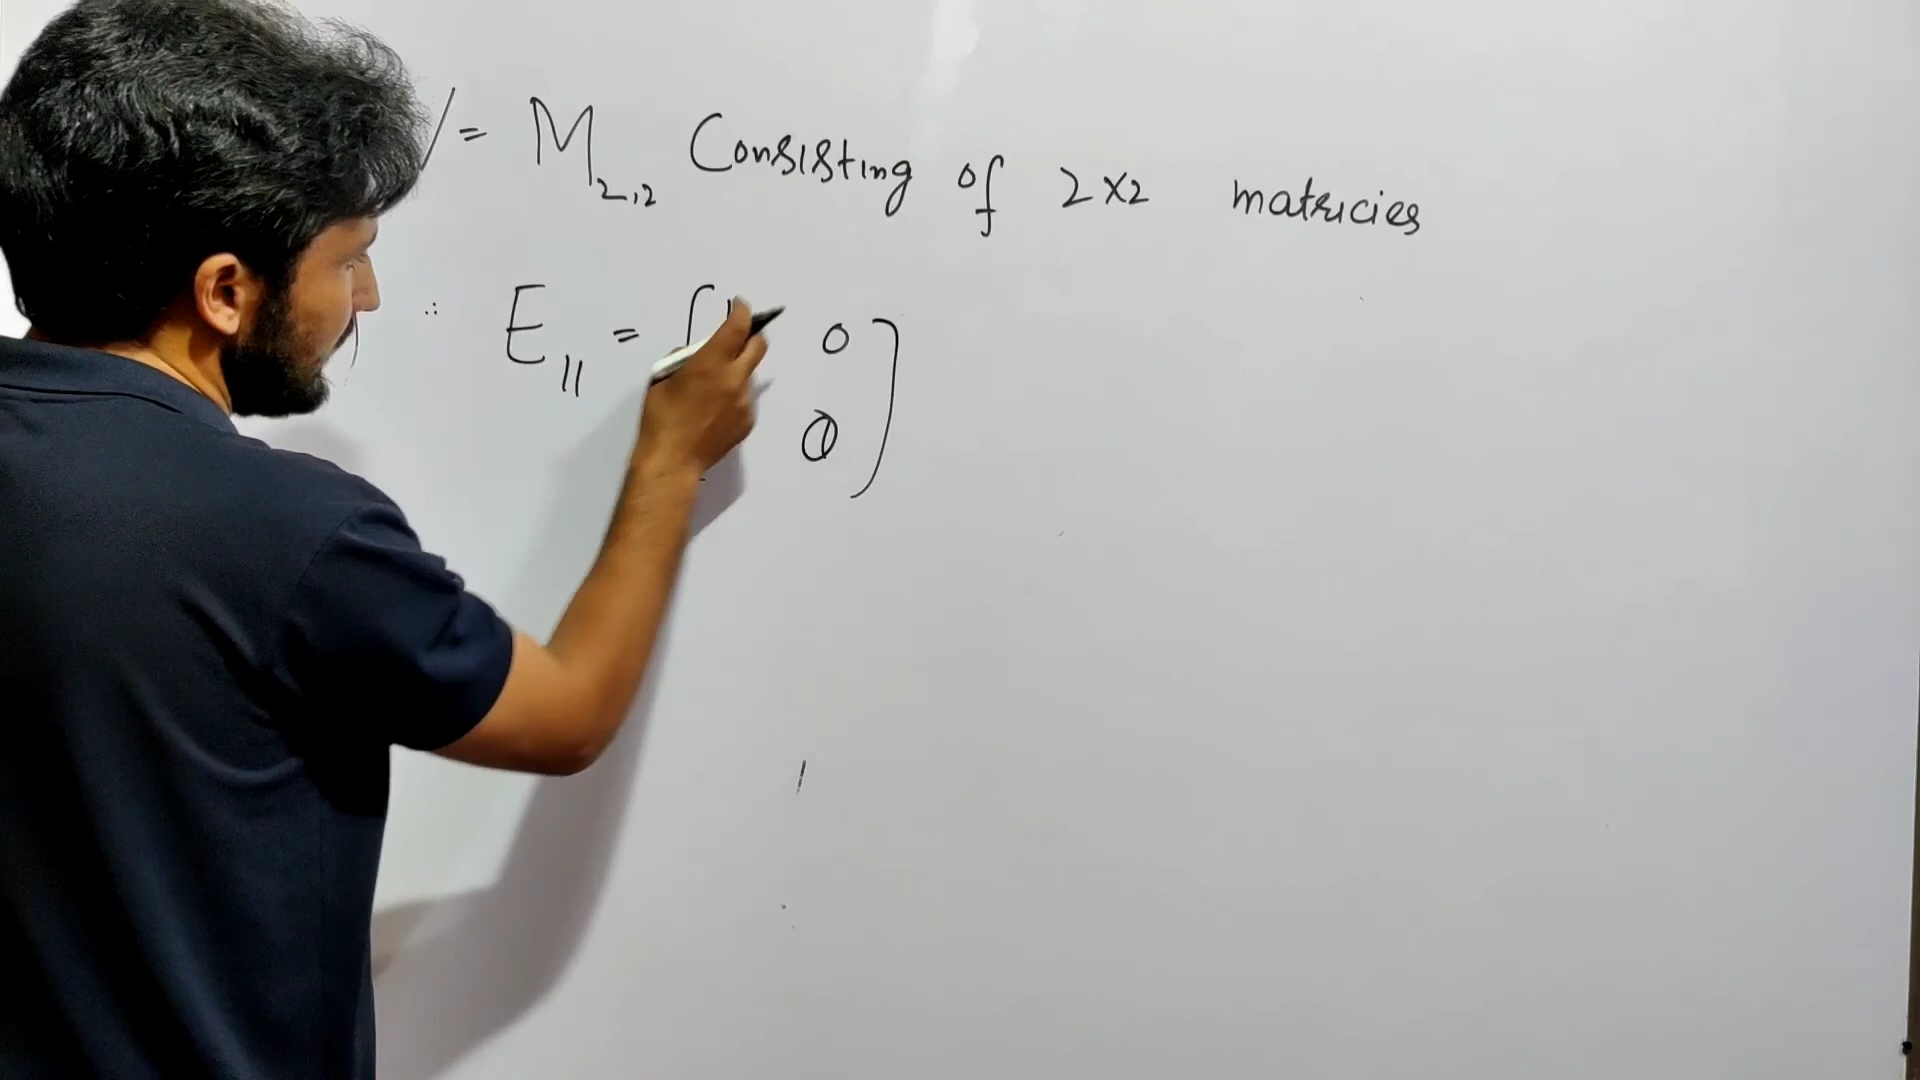 V = M2,2 Consisting of 2x2 matricies
∴ E11 = [ 0
0 ]